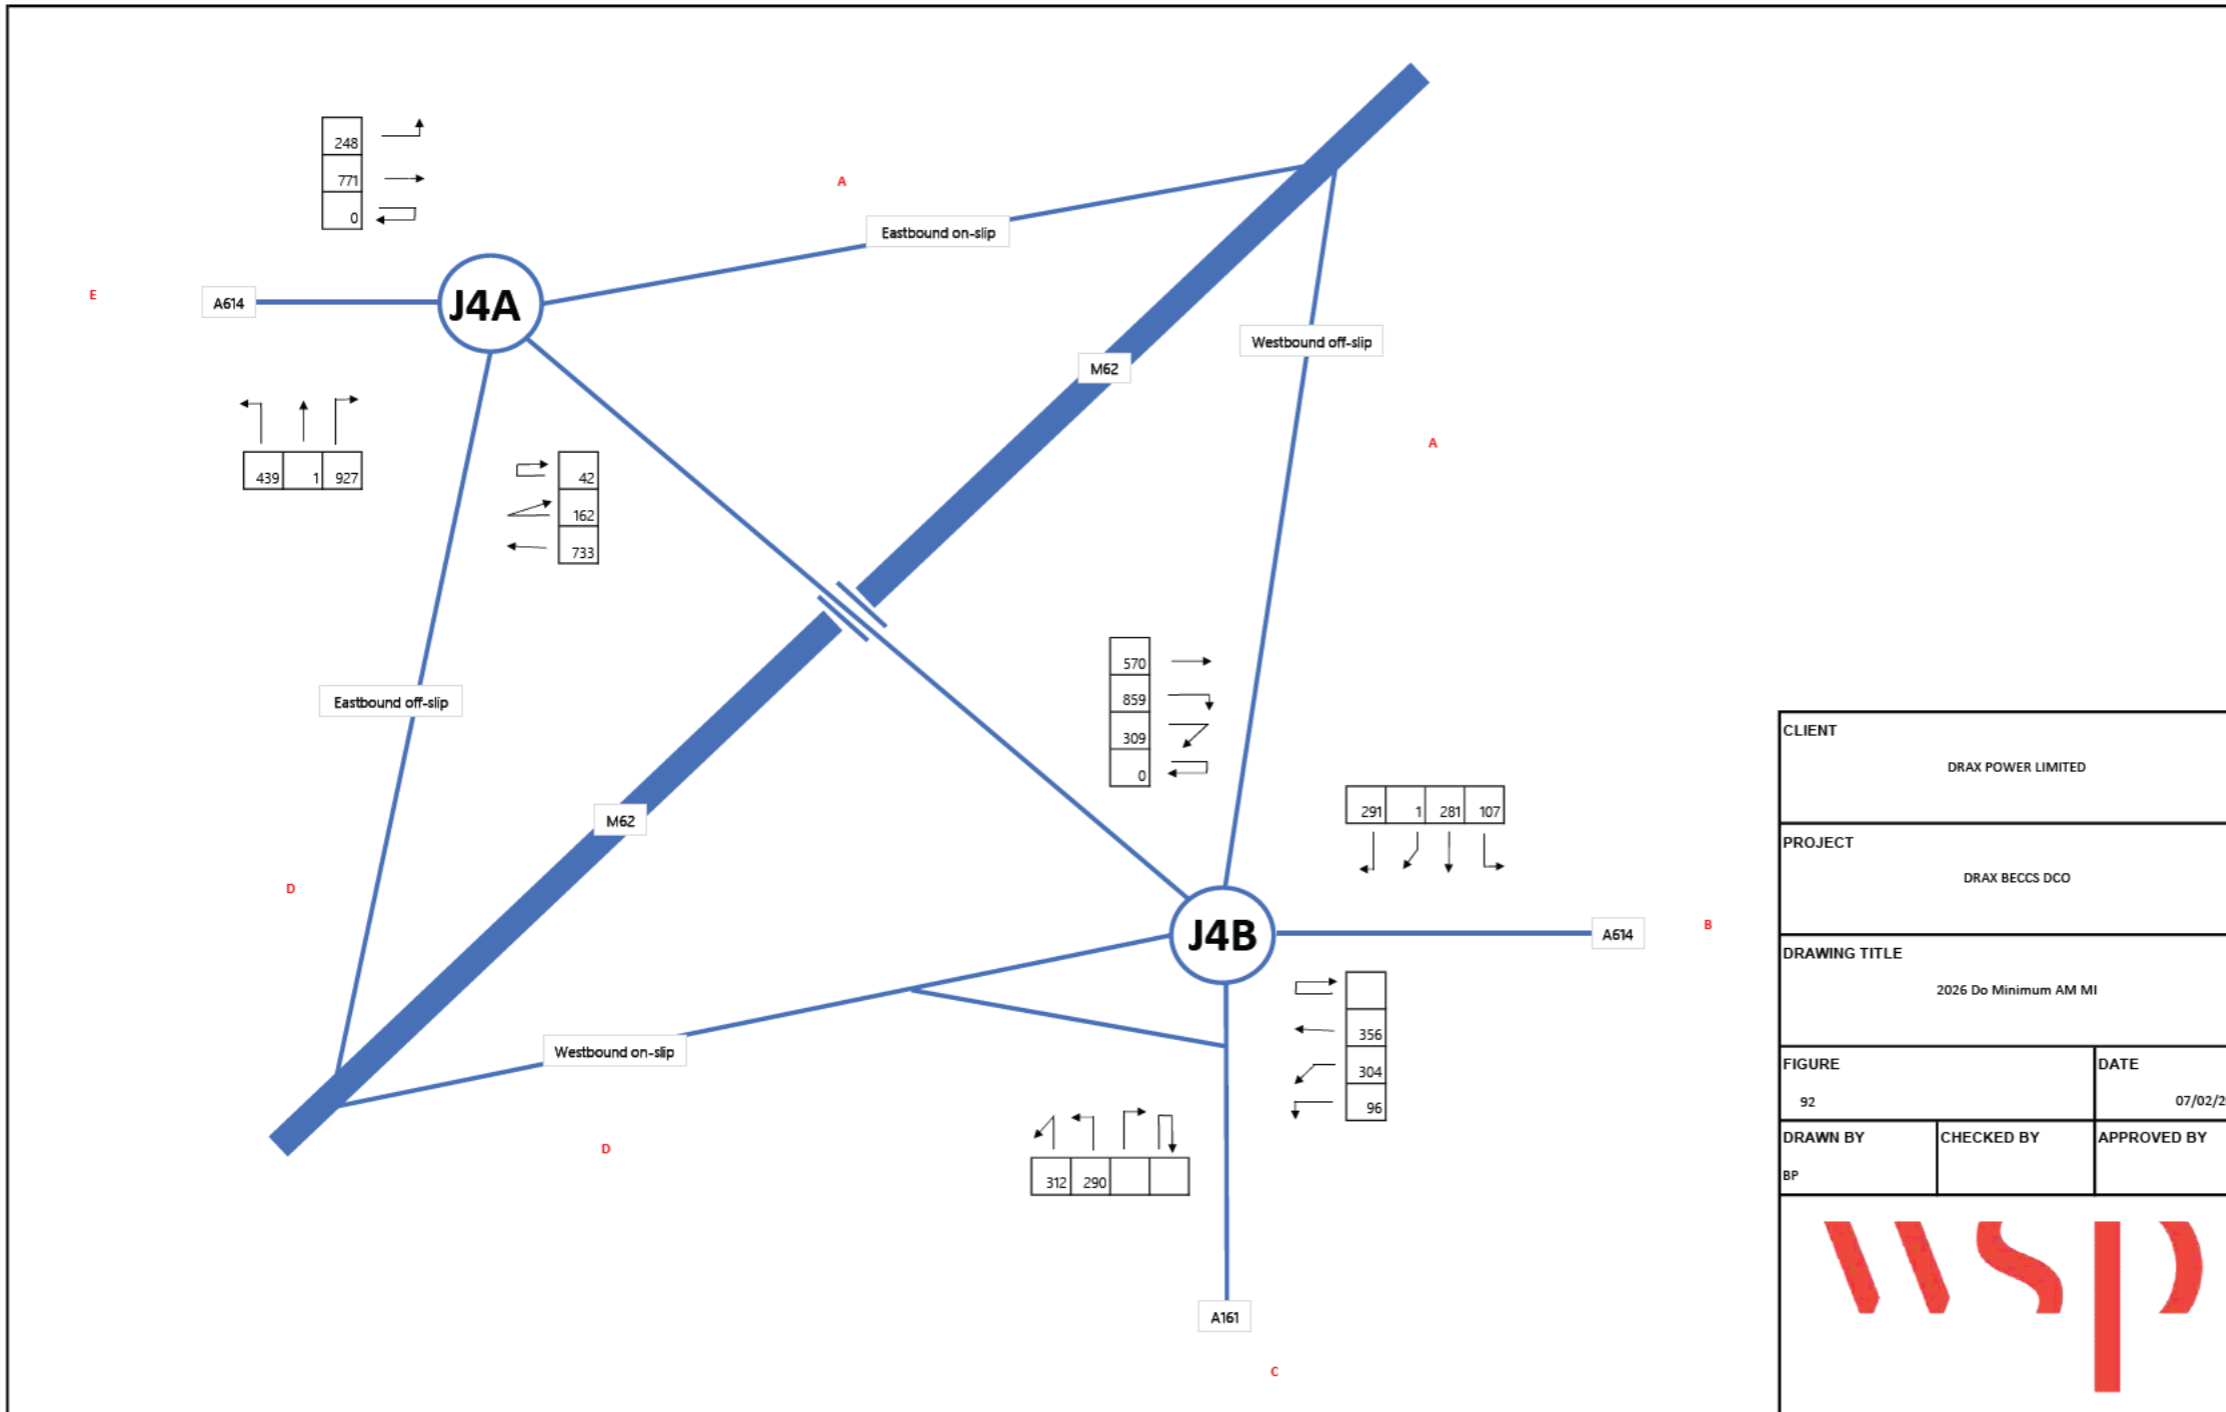 248
771
0
A
Eastbound on-slip
E
A614
J4A
Westbound off-slip
M62
A
439 1 927
42
162
733
570
859
309
0
Eastbound off-slip
M62
291 1 281 107
D
J4B
A614
B
356
304
96
Westbound on-slip
D
312 290
A161
C
CLIENT
DRAX POWER LIMITED
PROJECT
DRAX BECCS DCO
DRAWING TITLE
2026 Do Minimum AM MI
FIGURE
92
DATE
07/02/2
DRAWN BY
BP
CHECKED BY
APPROVED BY
wsp